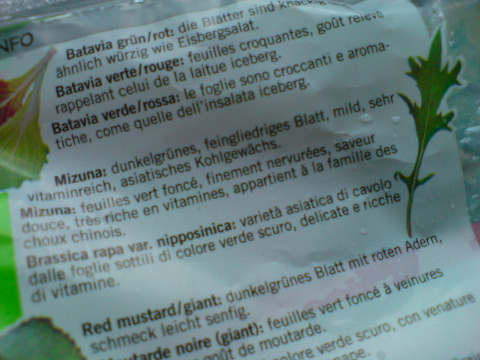 INFO
Batavia grün/rot: die Blätter sind knackig
ähnlich würzig wie Eisbergsalat.
Batavia verte/rouge: feuilles croquantes, goût relevé
rappelant celui de la laitue iceberg.
Batavia verde/rossa: le foglie sono croccanti e aroma-
tiche, come quelle dell'insalata iceberg.
Mizuna: dunkelgrünes, feingliedriges Blatt, mild, sehr
vitaminreich, asiatisches Kohlgewächs.
Mizuna: feuilles vert foncé, finement nervurées, saveur
douce, très riche en vitamines, appartient à la famille des
choux chinois.
Brassica rapa var. nipposinica: varietà asiatica di cavolo
dalle foglie sottili di colore verde scuro, delicate e ricche
di vitamine.
Red mustard/giant: dunkelgrünes Blatt mit roten Adern,
schmeck leicht senfig.
Moutarde noire (giant): feuilles vert foncé à veinures
goût de moutarde.
colore verde scuro, con venature